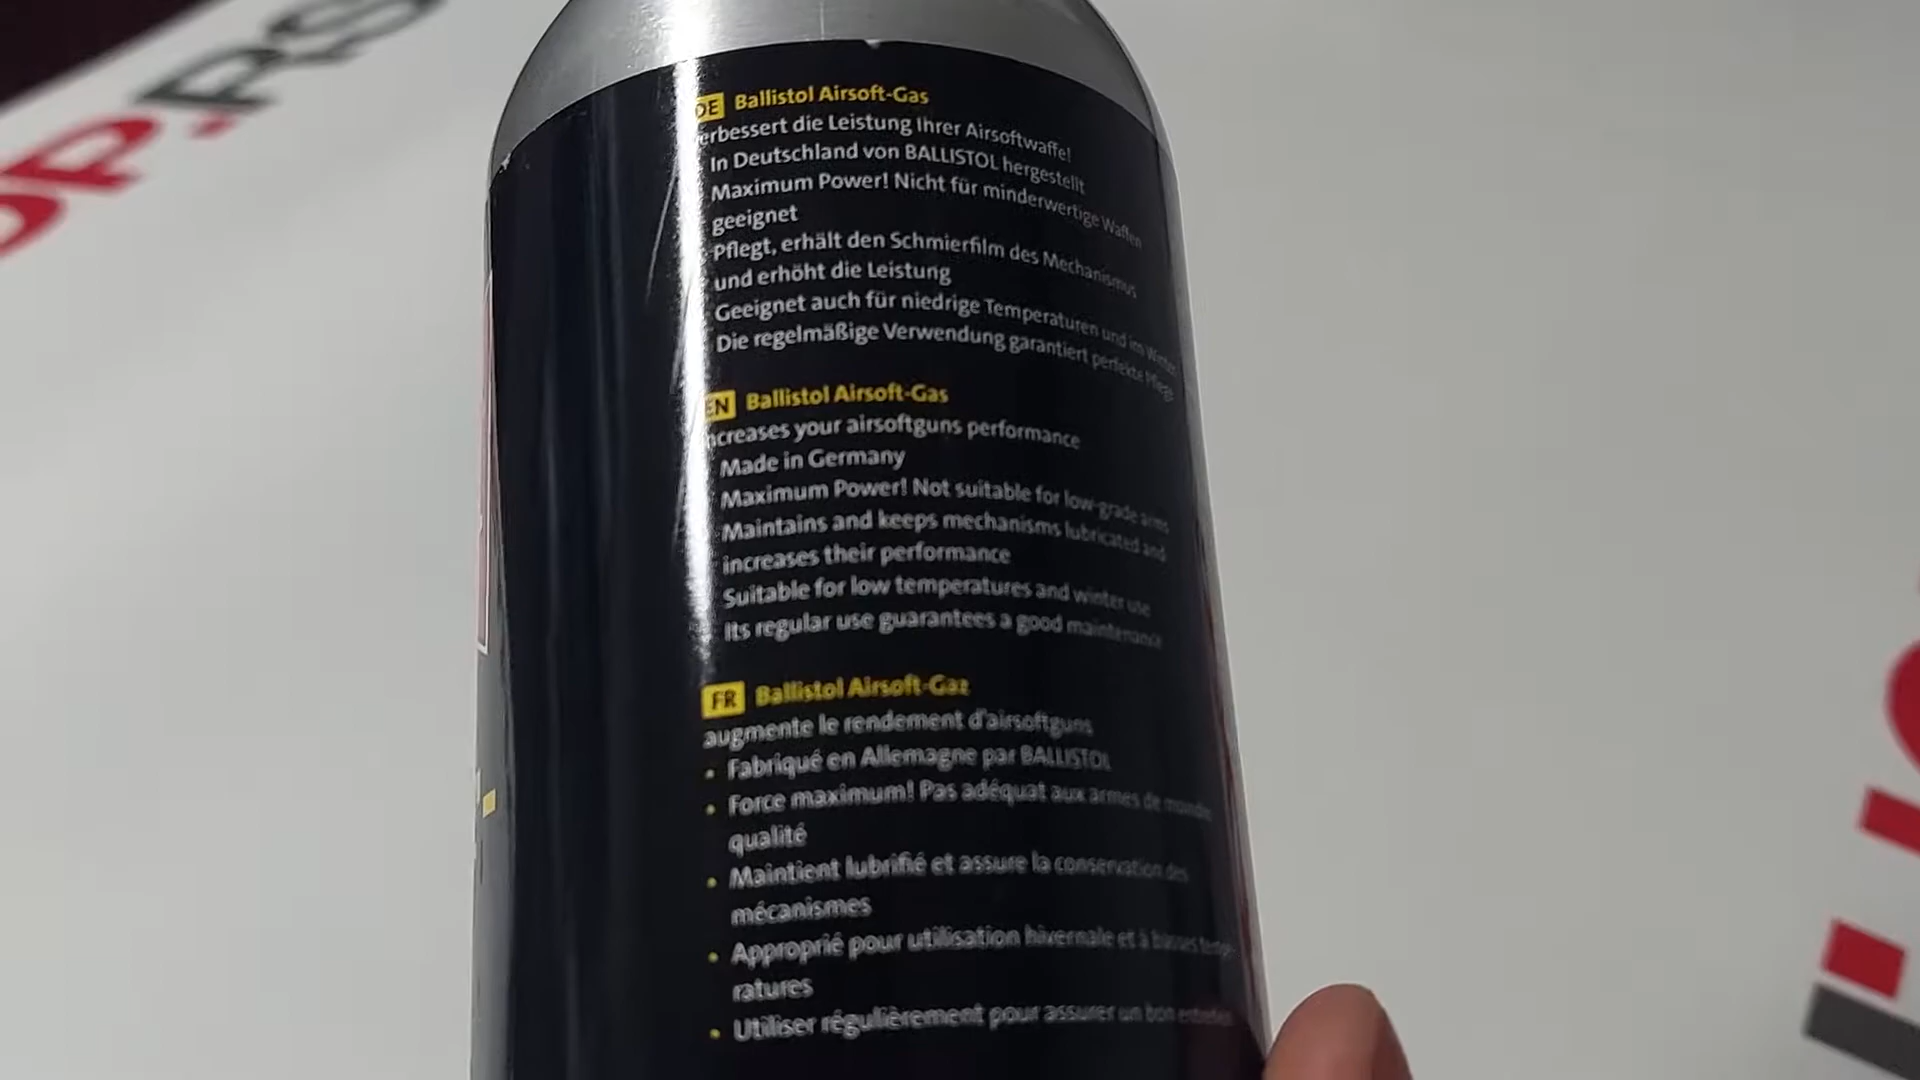 DE Ballistol Airsoft-Gas
erbessert die Leistung Ihrer Airsoftwaffe!
In Deutschland von BALLISTOL hergestellt
Maximum Power! Nicht für minderwertige Waffen
geeignet
Pflegt, erhält den Schmierfilm des Mechanismus
und erhöht die Leistung
Geeignet auch für niedrige Temperaturen und im Winter
Die regelmäßige Verwendung garantiert perfekte Pflege
EN Ballistol Airsoft-Gas
ncreases your airsoftguns performance
Made in Germany
Maximum Power! Not suitable for low-grade arms
Maintains and keeps mechanisms lubricated and
increases their performance
Suitable for low temperatures and winter use
Its regular use guarantees a good maintenance
FR Ballistol Airsoft-Gaz
augmente le rendement d'airsoftguns
• Fabriqué en Allemagne par BALLISTOL
• Force maximum! Pas adéquat aux armes de
qualité
• Maintient lubrifié et assure la conservation des
mécanismes
• Approprié pour utilisation hivernale et à basses tempé-
ratures
• Utiliser régulièrement pour assurer un bon entretien